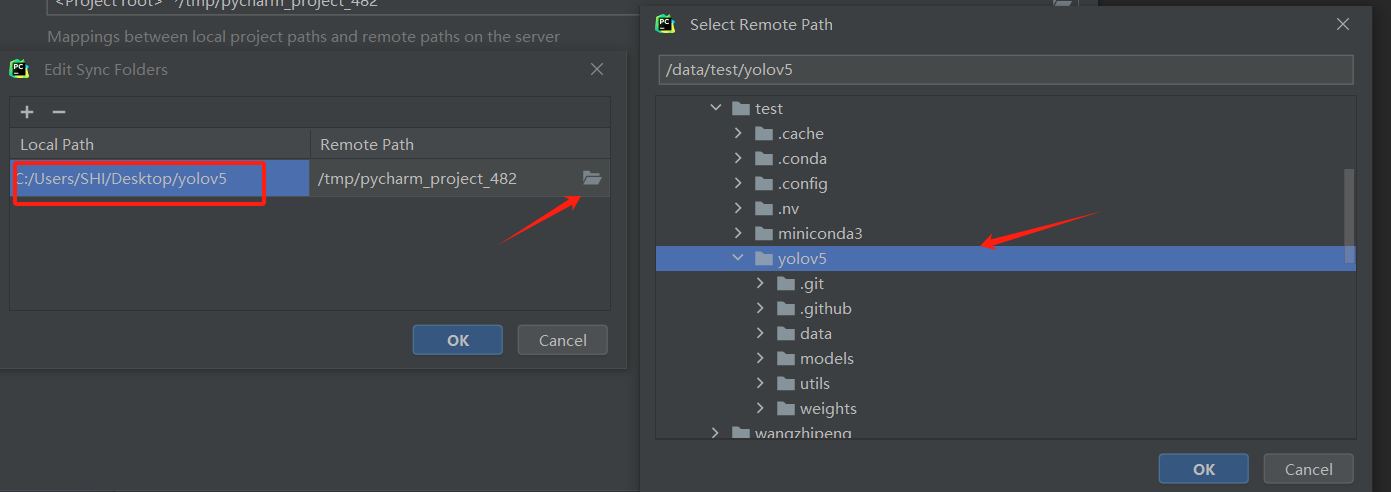 <Project root>→/tmp/pycharm_project_482
Mappings between local project paths and remote paths on the server
PC
Edit Sync Folders
Local Path
Remote Path
C:/Users/SHI/Desktop/yolov5
/tmp/pycharm_project_482
OK
Cancel
PC
Select Remote Path
/data/test/yolov5
test
.cache
.conda
.config
.nv
miniconda3
yolov5
.git
.github
data
models
utils
weights
wangzhipeng
OK
Cancel